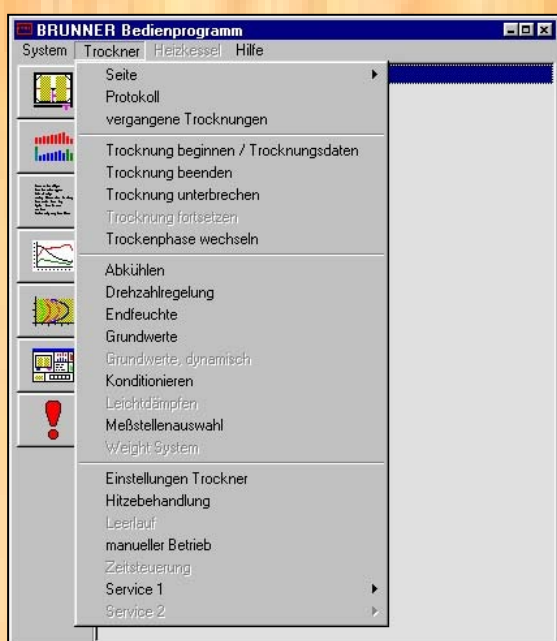 BRUNNER Bedienprogramm
System Trockner Heizkessel Hilfe
Seite
Protokoll
vergangene Trocknungen
Trocknung beginnen / Trocknungsdaten
Trocknung beenden
Trocknung unterbrechen
Trocknung fortsetzen
Trockenphase wechseln
Abkühlen
Drehzahlregelung
Endfeuchte
Grundwerte
Grundwerte, dynamisch
Konditionieren
Leichtdämpfen
Meßstellenauswahl
Weight System
Einstellungen Trockner
Hitzebehandlung
Leerlauf
manueller Betrieb
Zeitsteuerung
Service 1
Service 2